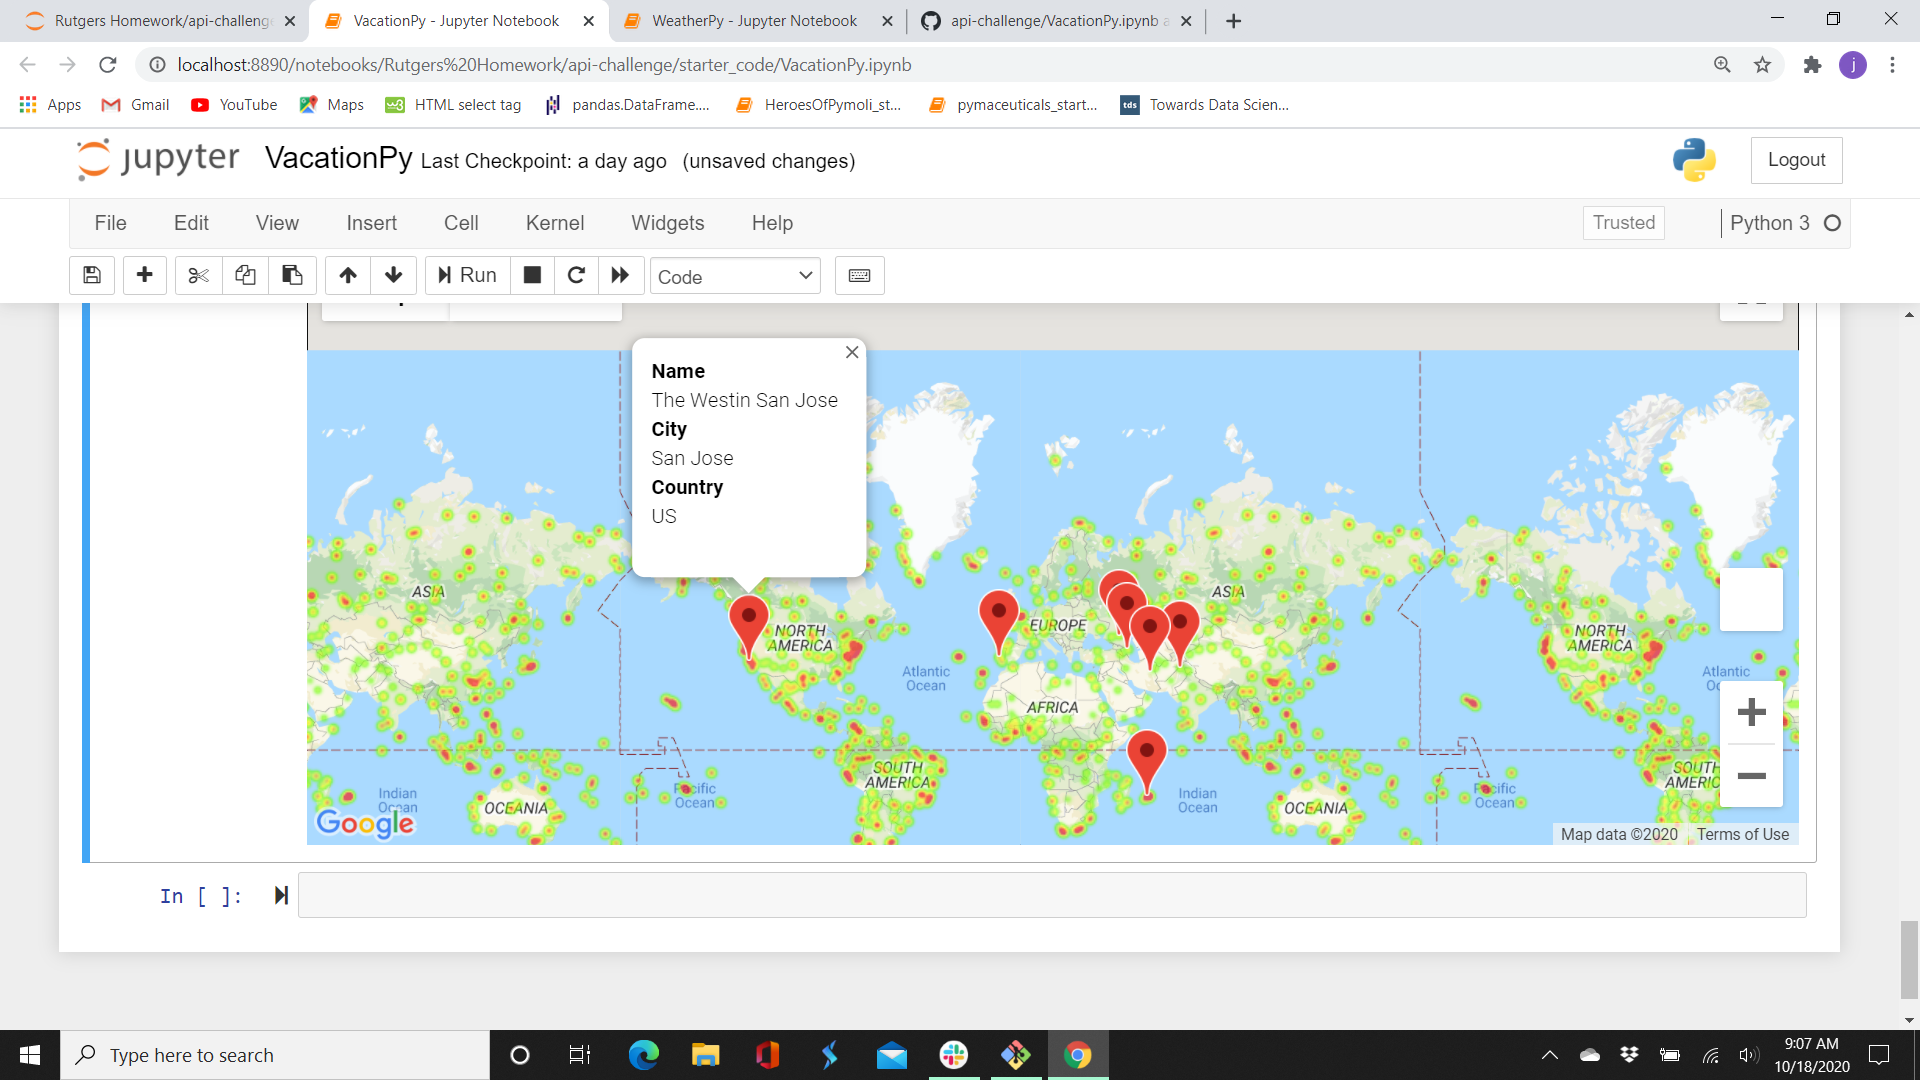 Rutgers Homework/api-challenge
VacationPy - Jupyter Notebook
WeatherPy - Jupyter Notebook
api-challenge/VacationPy.ipynb a
localhost:8890/notebooks/Rutgers%20Homework/api-challenge/starter_code/VacationPy.ipynb
j
Apps
Gmail
YouTube
Maps
HTML select tag
pandas.DataFrame....
HeroesOfPymoli_st...
pymaceuticals_start...
tds
Towards Data Scien...
jupyter
VacationPy Last Checkpoint: a day ago (unsaved changes)
Logout
File
Edit
View
Insert
Cell
Kernel
Widgets
Help
Trusted
Python 3
Run
Code
Name
The Westin San Jose
City
San Jose
Country
US
ASIA
NORTH
AMERICA
EUROPE
ASIA
NORTH
AMERICA
Atlantic
Ocean
Atlantic
AFRICA
SOUTH
AMERICA
SOUTH
AMERIC
Indian
Ocean
OCEANIA
Pacific
Ocean
Indian
Ocean
OCEANIA
Pacific
Ocean
Google
Map data ©2020
Terms of Use
In [ ]:
Type here to search
9:07 AM
10/18/2020